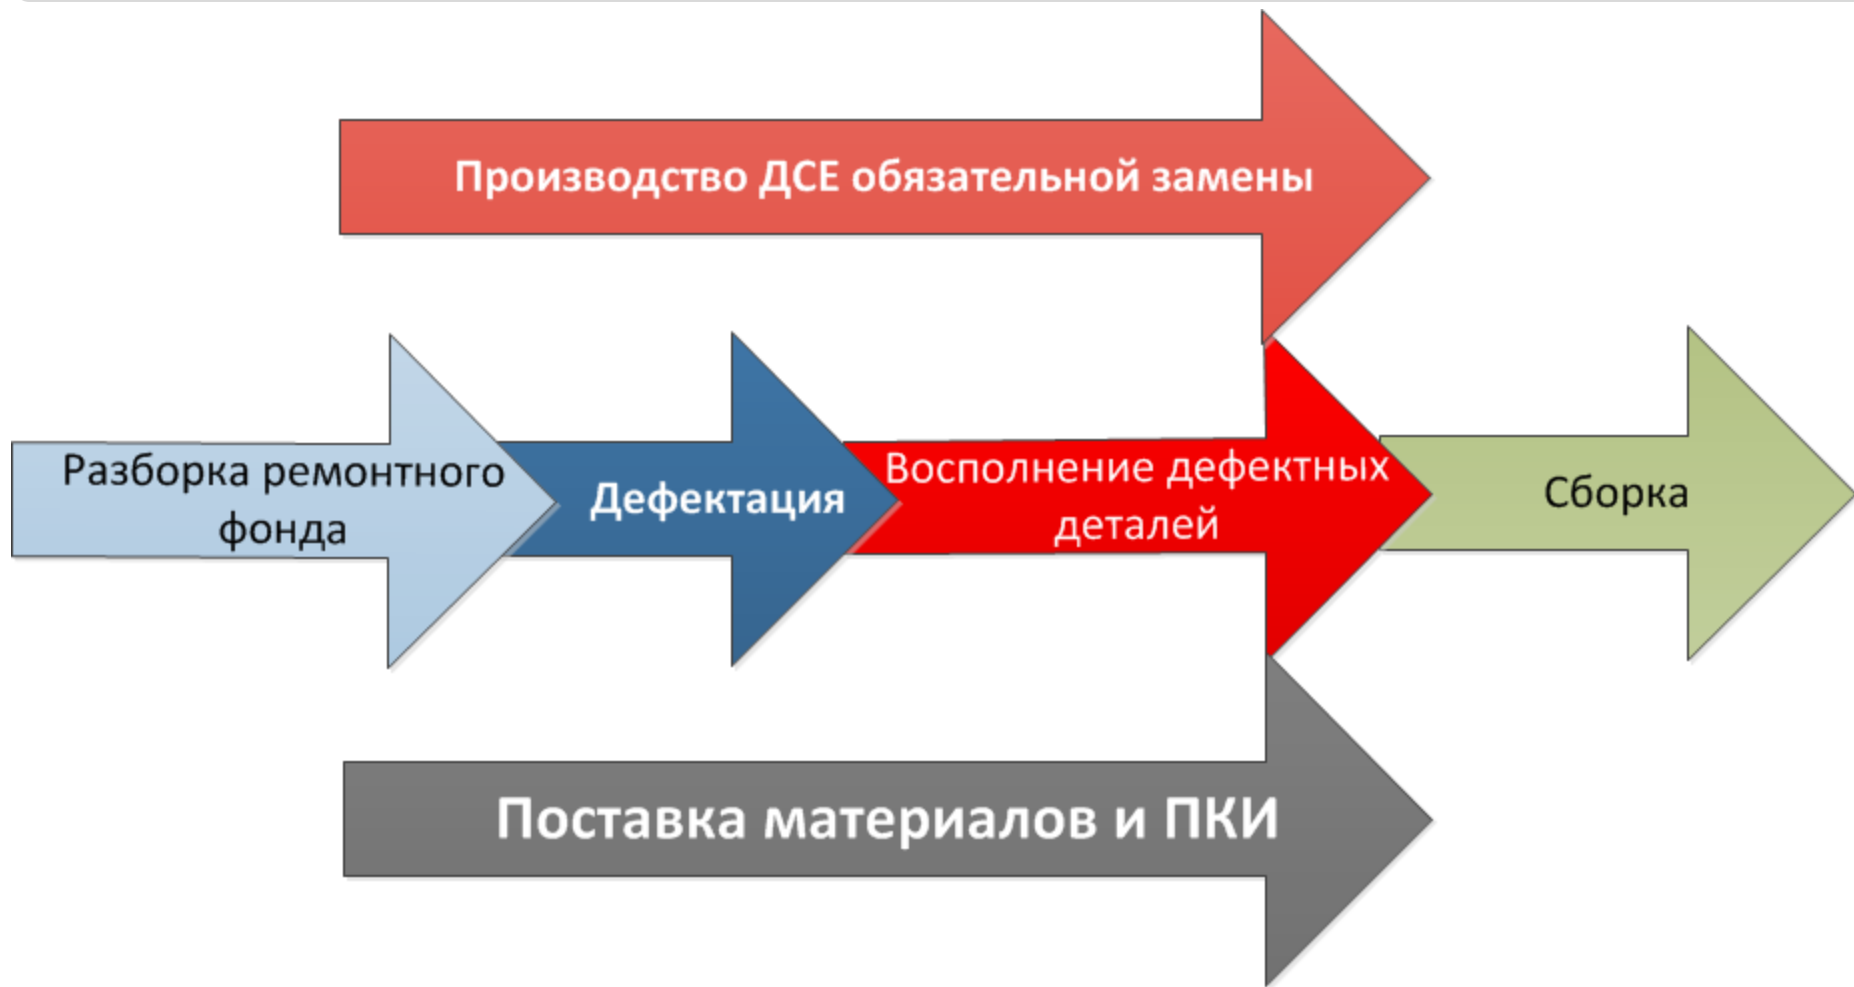 Производство ДСЕ обязательной замены
Разборка ремонтного
фонда
Дефектация
Восполнение дефектных
деталей
Сборка
Поставка материалов и ПКИ